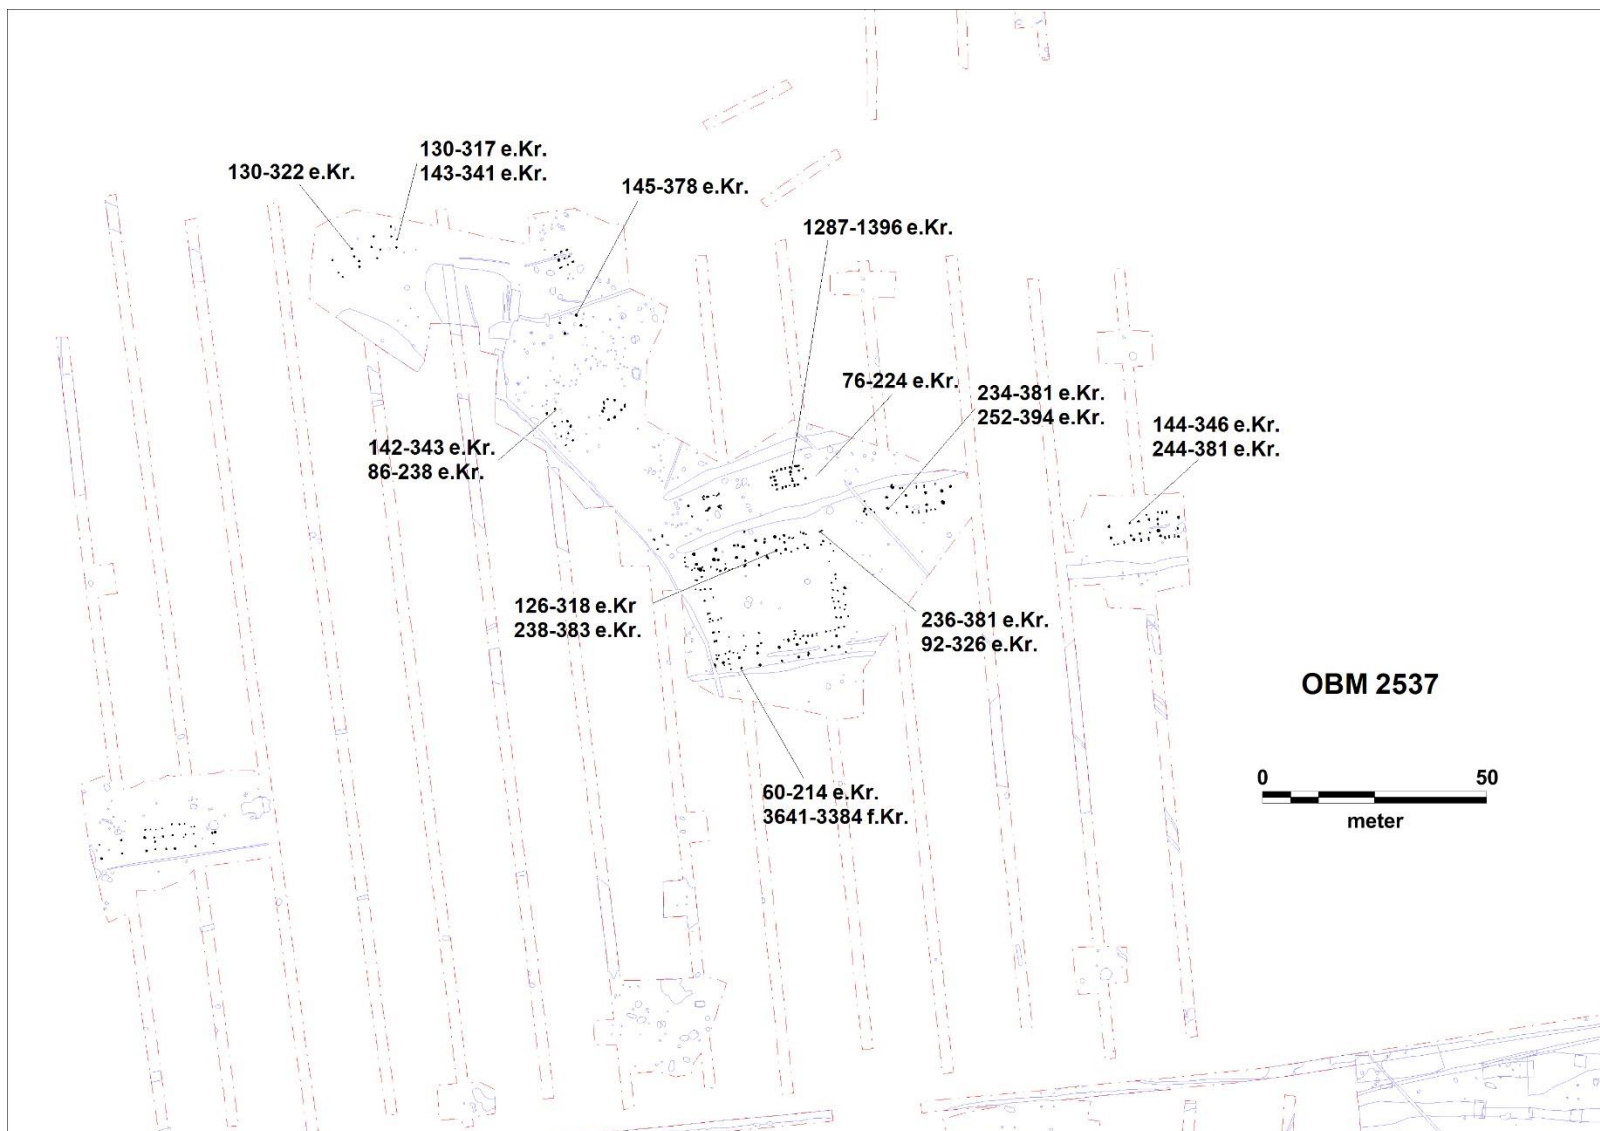 130-317 e.Kr.
143-341 e.Kr.
130-322 e.Kr.
145-378 e.Kr.
1287-1396 e.Kr.
76-224 e.Kr.
234-381 e.Kr.
252-394 e.Kr.
144-346 e.Kr.
244-381 e.Kr.
142-343 e.Kr.
86-238 e.Kr.
126-318 e.Kr
238-383 e.Kr.
236-381 e.Kr.
92-326 e.Kr.
OBM 2537
0 50
meter
60-214 e.Kr.
3641-3384 f.Kr.